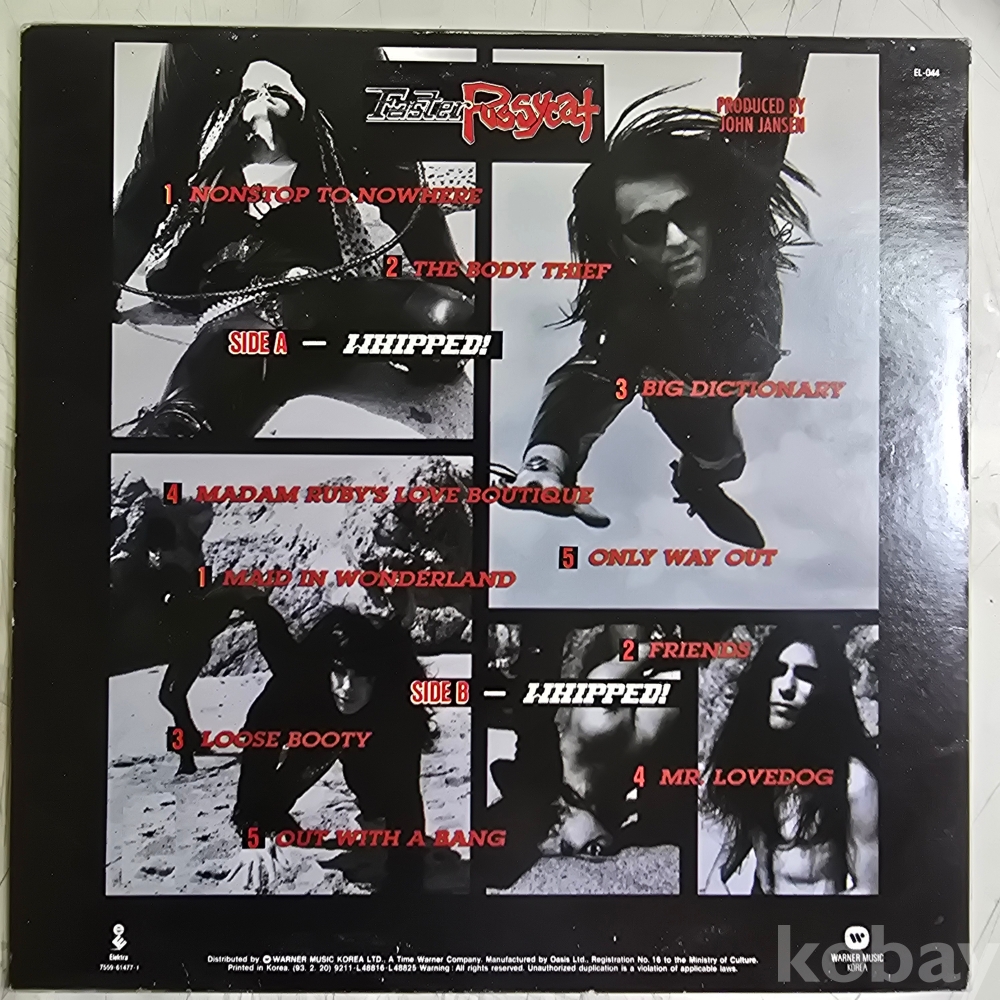 EL-044
Faster Pussycat
PRODUCED BY
JOHN JANSEN
1 NONSTOP TO NOWHERE
2 THE BODY THIEF
SIDE A — WHIPPED!
3 BIG DICTIONARY
4 MADAM RUBY'S LOVE BOUTIQUE
5 ONLY WAY OUT
1 MAID IN WONDERLAND
2 FRIENDS
SIDE B — WHIPPED!
3 LOOSE BOOTY
4 MR. LOVEDOG
5 OUT WITH A BANG
Elektra
7559-61477-1
Distributed by © WARNER MUSIC KOREA LTD.. A Time Warner Company. Manufactured by Oasis Ltd., Registration No. 16 to the Ministry of Culture.
Printed in Korea. (93. 2. 20) 9211-L48816-L48825 Warning : All rights reserved. Unauthorized duplication is a violation of applicable laws.
WARNER MUSIC
KOREA
kobay